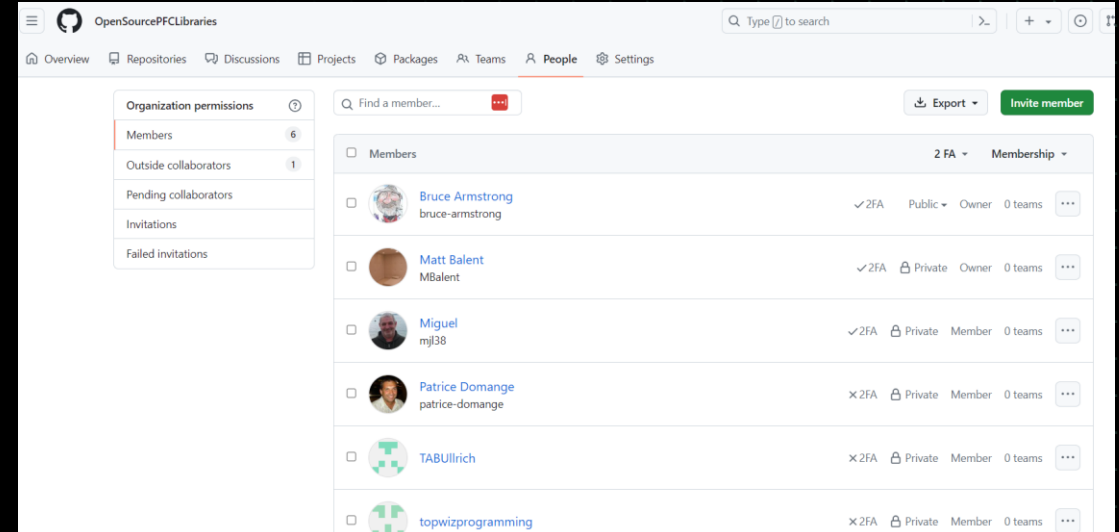 OpenSourcePFCLibraries
Type / to search
Overview Repositories Discussions Projects Packages Teams People Settings
Organization permissions
Members 6
Outside collaborators 1
Pending collaborators
Invitations
Failed invitations
Find a member...
Export Invite member
Members 2 FA Membership
Bruce Armstrong
bruce-armstrong
2FA Public Owner 0 teams
Matt Balent
MBalent
2FA Private Owner 0 teams
Miguel
mjl38
2FA Private Member 0 teams
Patrice Domange
patrice-domange
2FA Private Member 0 teams
TABUllrich
2FA Private Member 0 teams
topwizprogramming
2FA Private Member 0 teams